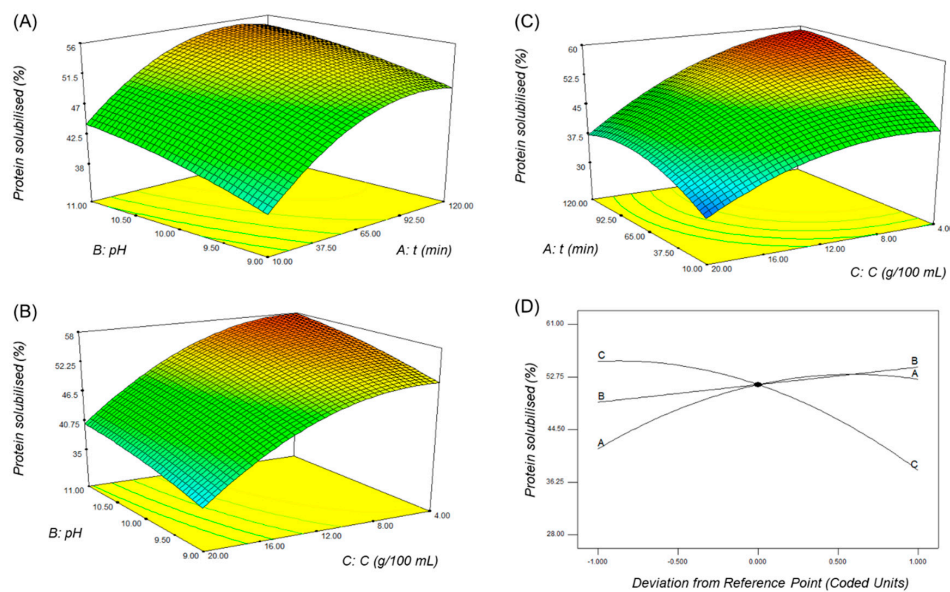 (A)
Protein solubilised (%)
56
51.5
47
42.5
38
11.00
10.50
10.00
9.50
9.00
B: pH
10.00
37.50
65.00
92.50
120.00
A: t (min)
(C)
Protein solubilised (%)
60
52.5
45
37.5
30
120.00
92.50
65.00
37.50
10.00
A: t (min)
20.00
16.00
12.00
8.00
4.00
C: C (g/100 mL)
(B)
Protein solubilised (%)
58
52.25
46.5
40.75
35
11.00
10.50
10.00
9.50
9.00
B: pH
20.00
16.00
12.00
8.00
4.00
C: C (g/100 mL)
(D)
Protein solubilised (%)
61.00
52.75
44.50
36.25
28.00
C
B
A
B
A
C
-1.000
-0.500
0.000
0.500
1.000
Deviation from Reference Point (Coded Units)